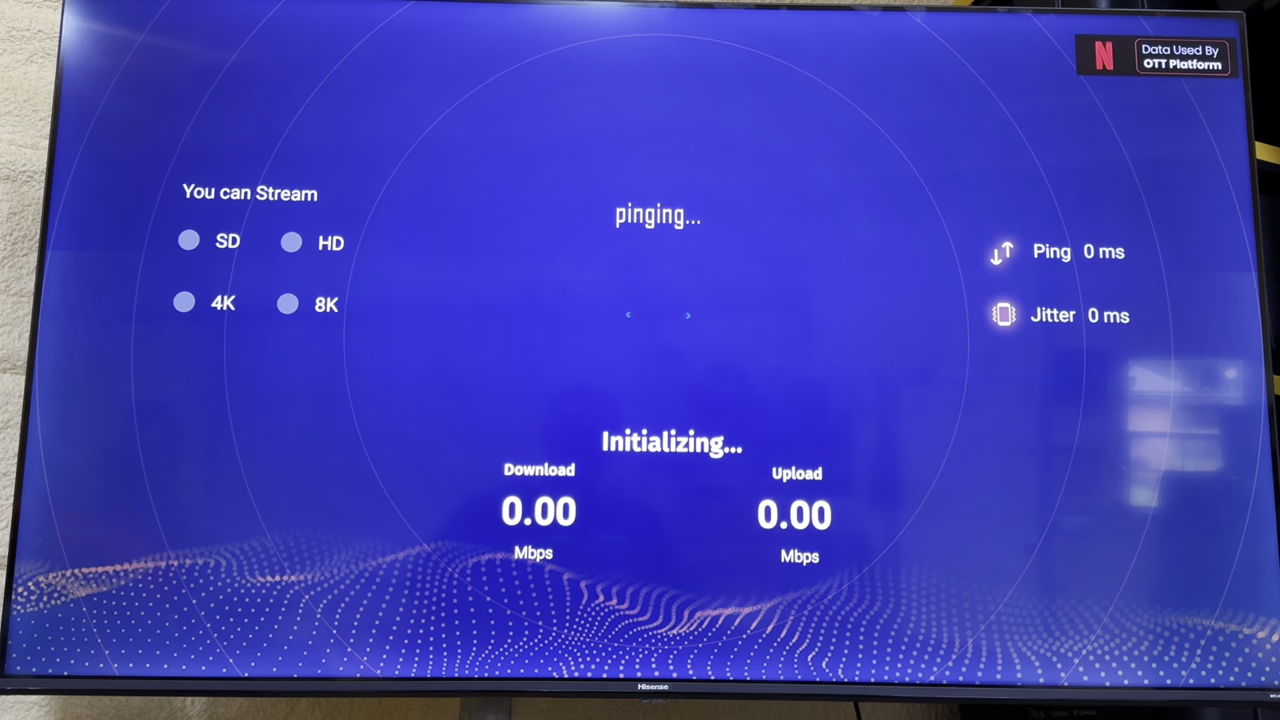 N
Data Used By
OTT Platform
You can Stream
SD HD
4K 8K
pinging...
Ping 0 ms
Jitter 0 ms
Initializing...
Download Upload
0.00 0.00
Mbps Mbps
Hisense